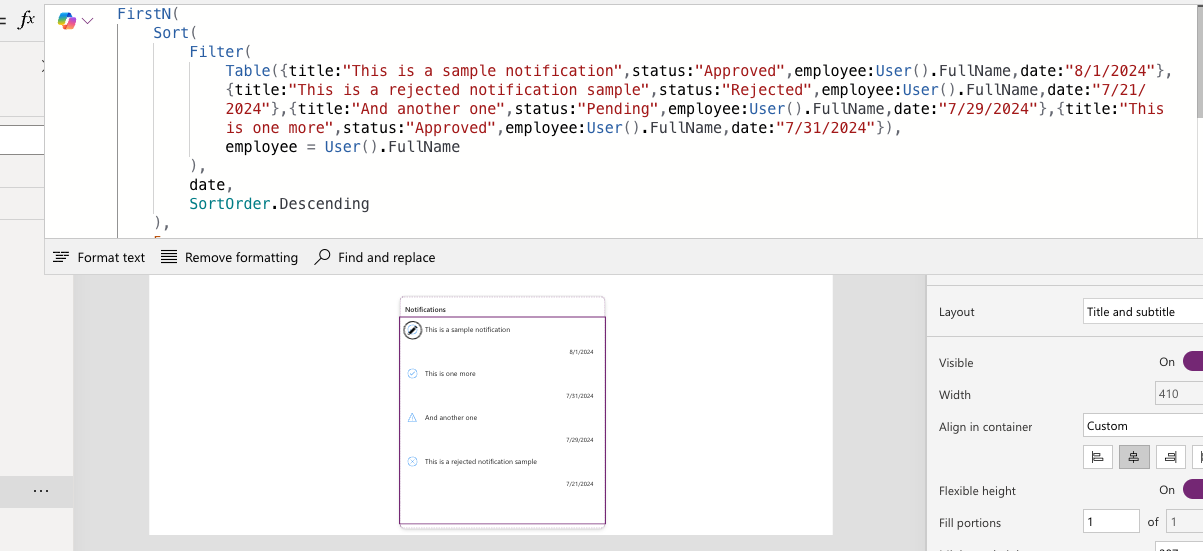 fx
FirstN(
Sort(
Filter(
Table({title:"This is a sample notification",status:"Approved",employee:User().FullName,date:"8/1/2024"},
{title:"This is a rejected notification sample",status:"Rejected",employee:User().FullName,date:"7/21/
2024"},{title:"And another one",status:"Pending",employee:User().FullName,date:"7/29/2024"},{title:"This
is one more",status:"Approved",employee:User().FullName,date:"7/31/2024"}),
employee = User().FullName
),
date,
SortOrder.Descending
),
Format text
Remove formatting
Find and replace
Notifications
This is a sample notification
8/1/2024
This is one more
7/31/2024
And another one
7/29/2024
This is a rejected notification sample
7/21/2024
Layout
Title and subtitle
Visible
On
Width
410
Align in container
Custom
Flexible height
On
Fill portions
1 of 1